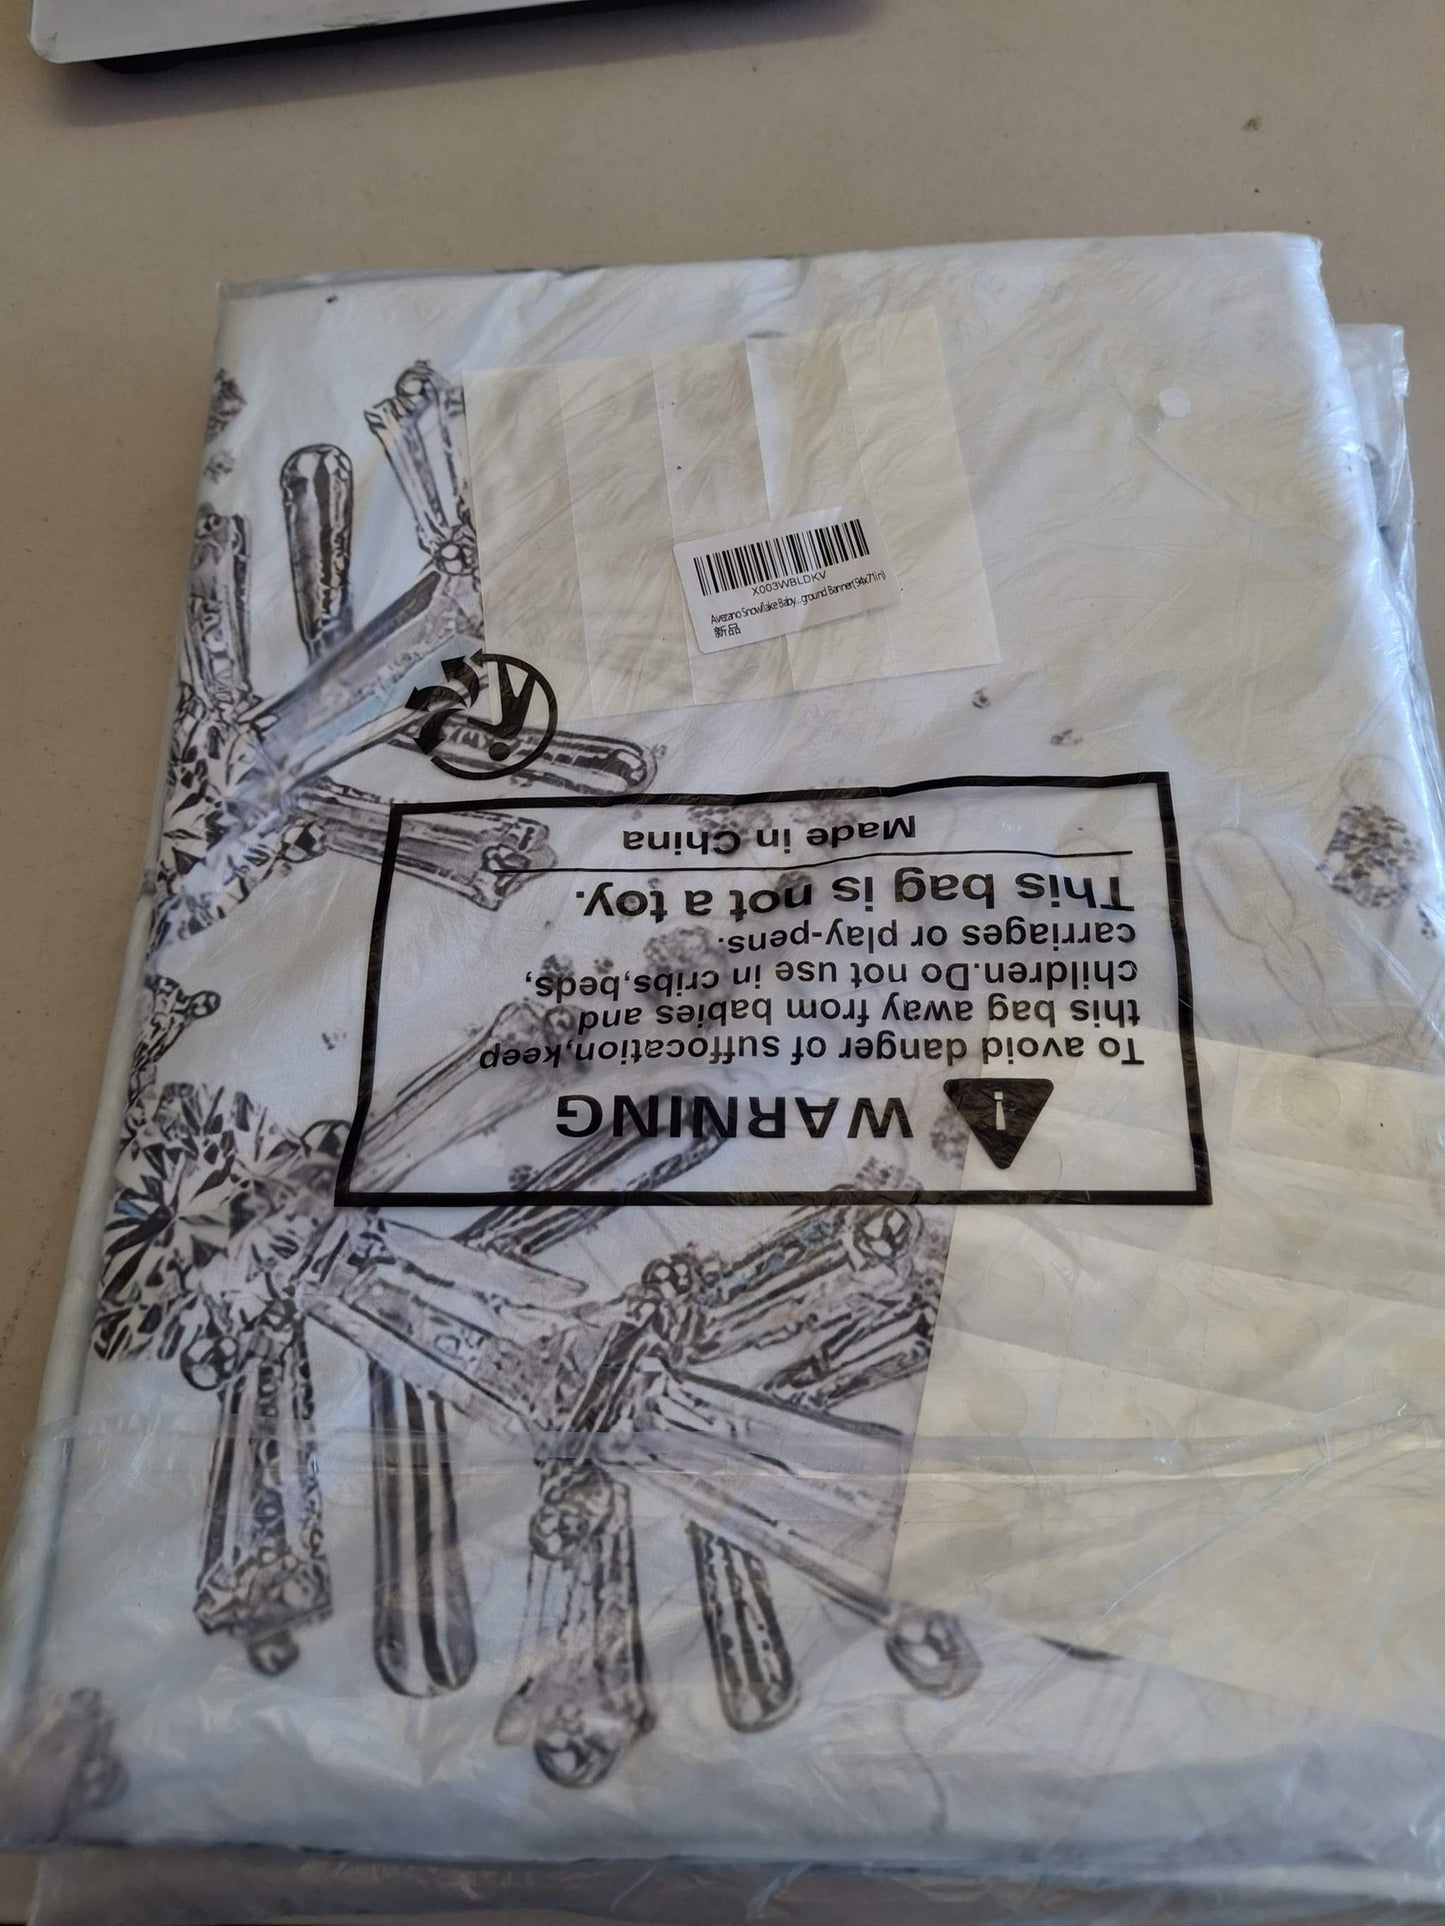 X003WBLDKV
Avezano Snowflake Baby...ground Banner(94x71in)
新品
WARNING
To avoid danger of suffocation,keep
this bag away from babies and
children.Do not use in cribs,beds,
carriages or play-pens.
This bag is not a toy.
Made in China